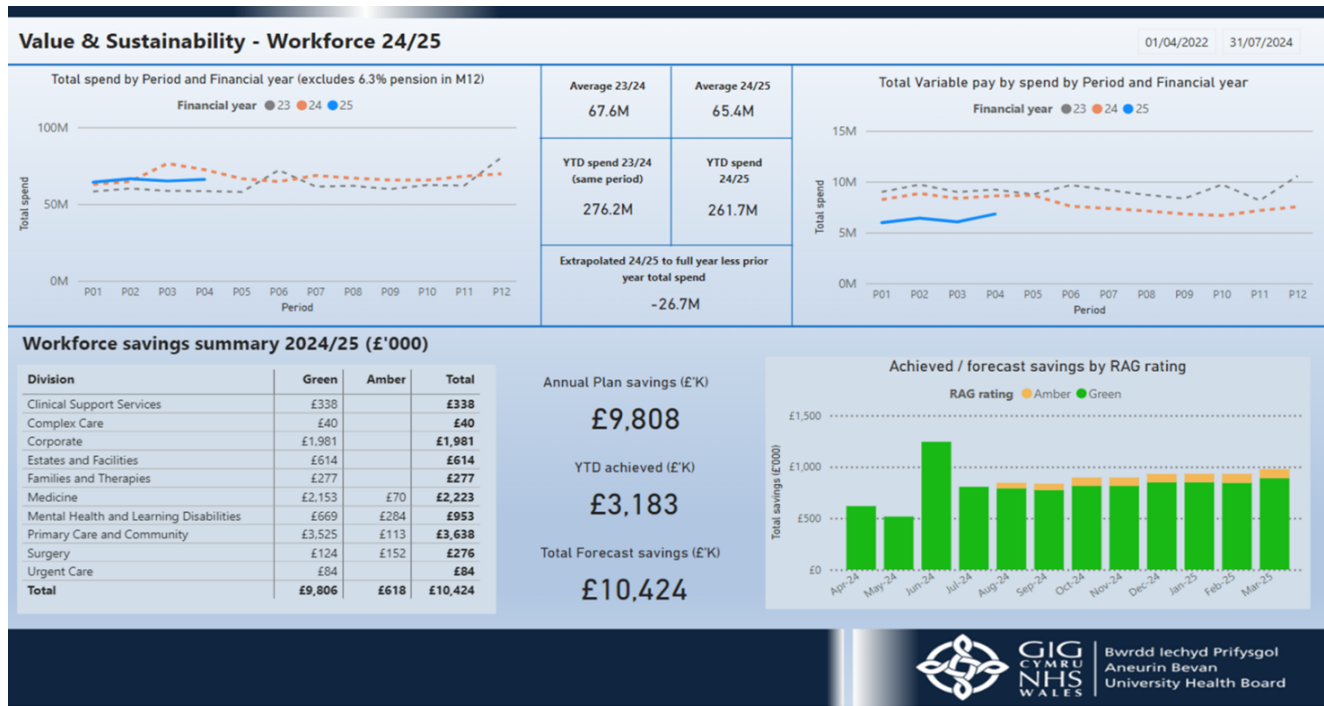 Value & Sustainability - Workforce 24/25
01/04/2022 31/07/2024
Total spend by Period and Financial year (excludes 6.3% pension in M12)
Financial year 23 24 25
100M
50M
0M
Total spend
P01 P02 P03 P04 P05 P06 P07 P08 P09 P10 P11 P12
Period
Average 23/24
67.6M
Average 24/25
65.4M
YTD spend 23/24
(same period)
276.2M
YTD spend
24/25
261.7M
Extrapolated 24/25 to full year less prior
year total spend
-26.7M
Total Variable pay by spend by Period and Financial year
Financial year 23 24 25
15M
10M
5M
0M
Total spend
P01 P02 P03 P04 P05 P06 P07 P08 P09 P10 P11 P12
Period
Workforce savings summary 2024/25 (£'000)
Division Green Amber Total
Clinical Support Services £338 £338
Complex Care £40 £40
Corporate £1,981 £1,981
Estates and Facilities £614 £614
Families and Therapies £277 £277
Medicine £2,153 £70 £2,223
Mental Health and Learning Disabilities £669 £284 £953
Primary Care and Community £3,525 £113 £3,638
Surgery £124 £152 £276
Urgent Care £84 £84
Total £9,806 £618 £10,424
Annual Plan savings (£'K)
£9,808
YTD achieved (£'K)
£3,183
Total Forecast savings (£'K)
£10,424
Achieved / forecast savings by RAG rating
RAG rating Amber Green
£1,500
£1,000
£500
£0
Total savings (£'000)
Apr-24 May-24 Jun-24 Jul-24 Aug-24 Sep-24 Oct-24 Nov-24 Dec-24 Jan-25 Feb-25 Mar-25
GIG
CYMRU
NHS
WALES
Bwrdd Iechyd Prifysgol
Aneurin Bevan
University Health Board